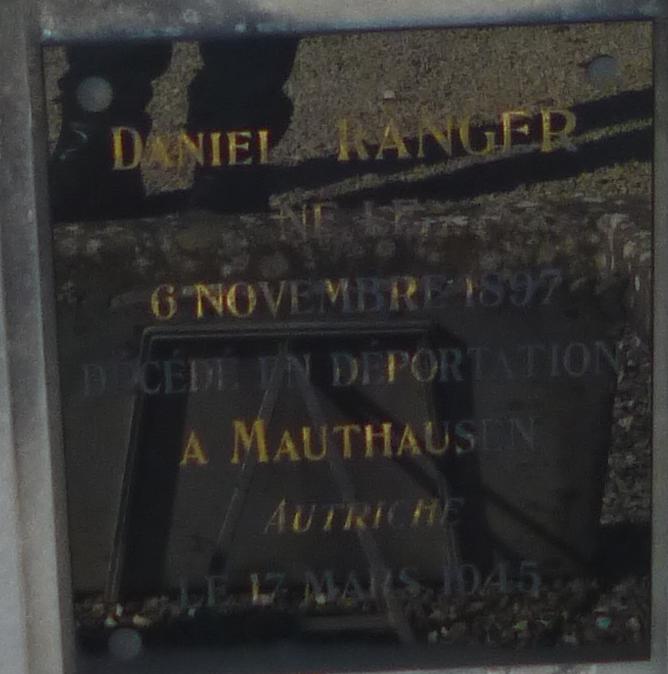 DANIEL RANGER
NÉ LE
6 NOVEMBRE 1897
DÉCÉDÉ EN DÉPORTATION
A MAUTHAUSEN
AUTRICHE
LE 17 MARS 1945